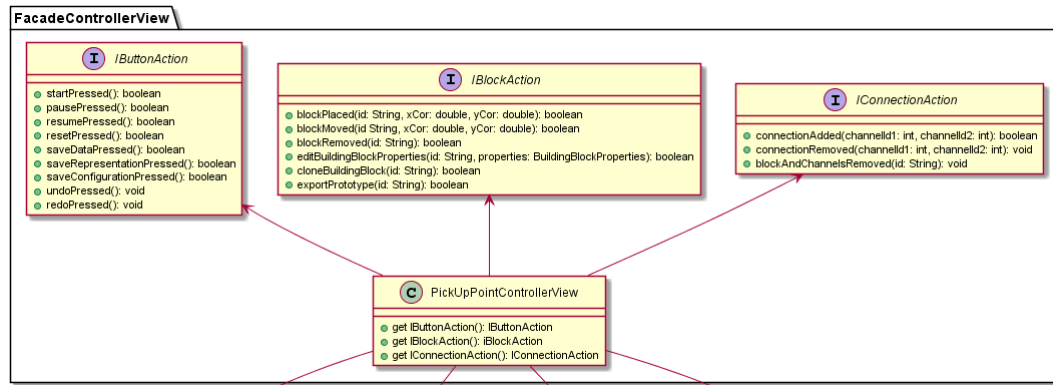 FacadeControllerView
I IButtonAction
startPressed(): boolean
pausePressed(): boolean
resumePressed(): boolean
resetPressed(): boolean
saveDataPressed(): boolean
saveRepresentationPressed(): boolean
saveConfigurationPressed(): boolean
undoPressed(): void
redoPressed(): void
I IBlockAction
blockPlaced(id: String, xCor: double, yCor: double): boolean
blockMoved(id String, xCor: double, yCor: double): boolean
blockRemoved(id: String): boolean
editBuildingBlockProperties(id: String, properties: BuildingBlockProperties): boolean
cloneBuildingBlock(id: String): boolean
exportPrototype(id: String): boolean
I IConnectionAction
connectionAdded(channelId1: int, channelId2: int): boolean
connectionRemoved(channelId1: int, channelId2: int): void
blockAndChannelsRemoved(id: String): void
C PickUpPointControllerView
get IButtonAction(): IButtonAction
get IBlockAction(): iBlockAction
get IConnectionAction(): IConnectionAction